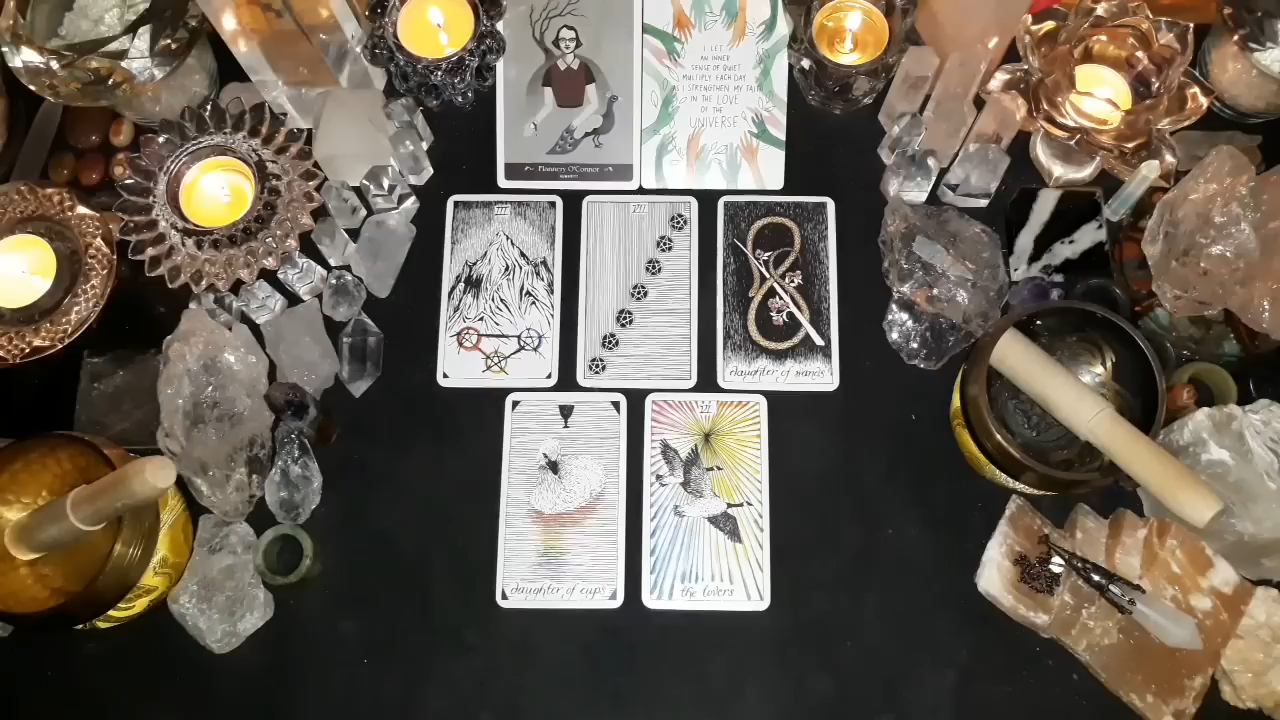 Flannery O'Connor
HUMANITY
I LET
AN INNER
SENSE OF QUIET
MULTIPLY EACH DAY
AS I STRENGTHEN MY FAITH
IN THE LOVE
OF THE
UNIVERSE
III
VII
daughter of wands
daughter of cups
VI
the lovers